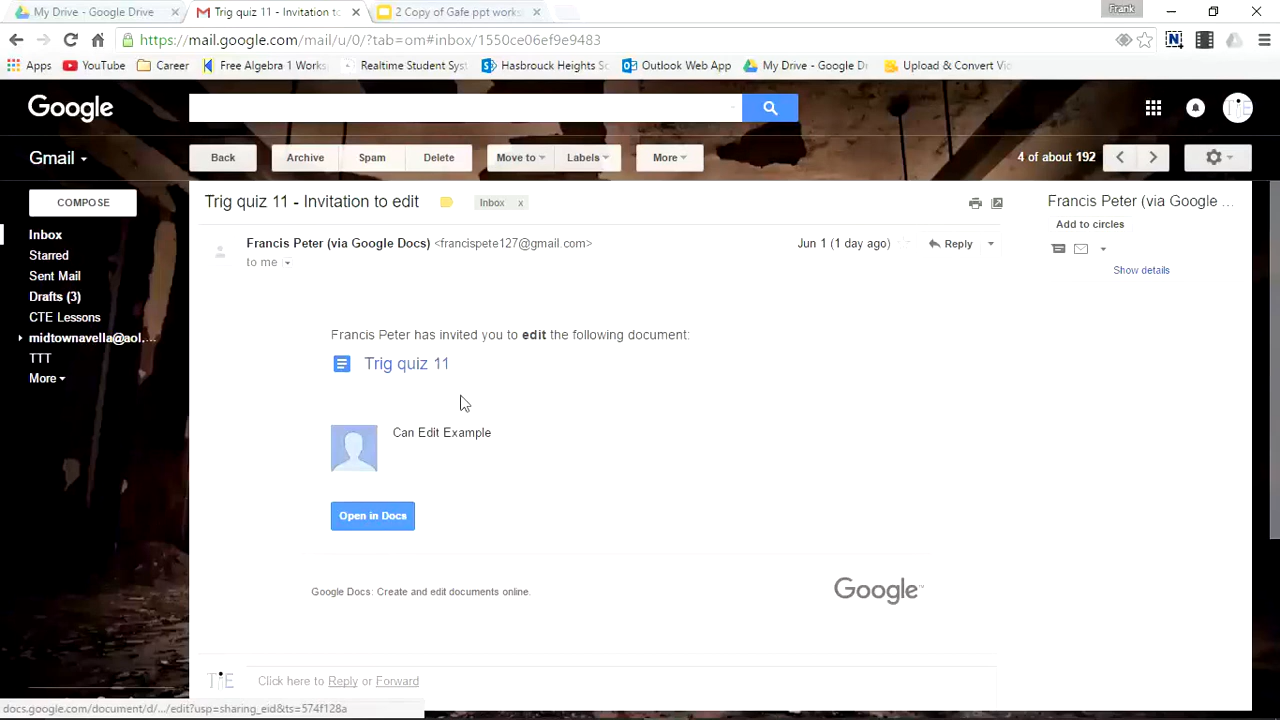 My Drive - Google Drive
Trig quiz 11 - Invitation to
2 Copy of Gafe ppt works
Frank
https://mail.google.com/mail/u/0/?tab=om#inbox/1550ce06ef9e9483
Apps
YouTube
Career
Free Algebra 1 Works
Realtime Student Sys
Hasbrouck Heights Sc
Outlook Web App
My Drive - Google Dr
Upload & Convert Vid
Google
Gmail
Back
Archive
Spam
Delete
Move to
Labels
More
4 of about 192
COMPOSE
Inbox
Starred
Sent Mail
Drafts (3)
CTE Lessons
midtownavella@aol....
TTT
More
Trig quiz 11 - Invitation to edit
Inbox x
Francis Peter (via Google Docs) <francispete127@gmail.com>
to me
Jun 1 (1 day ago)
Reply
Francis Peter (via Google ...
Add to circles
Show details
Francis Peter has invited you to edit the following document:
Trig quiz 11
Can Edit Example
Open in Docs
Google Docs: Create and edit documents online.
Google™
TiE
Click here to Reply or Forward
docs.google.com/document/d/.../edit?usp=sharing_eid&ts=574f128a